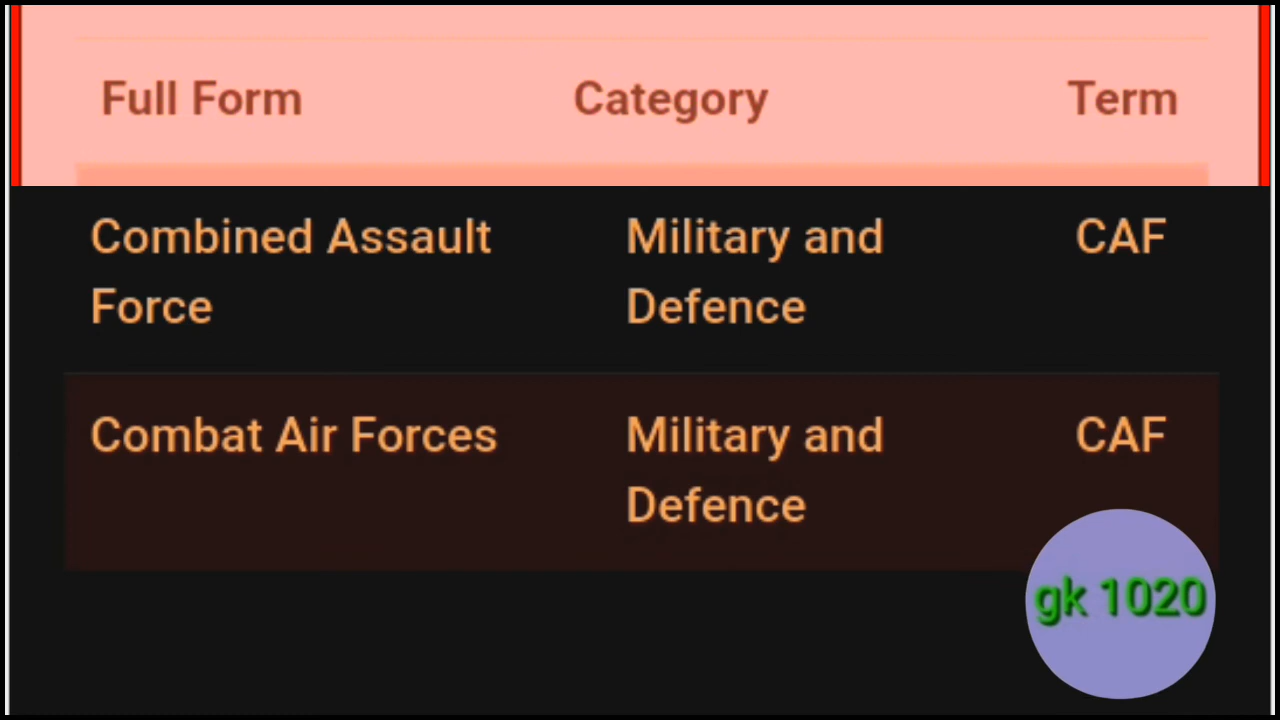 Full Form Category Term
Combined Assault Military and CAF
Force Defence
Combat Air Forces Military and CAF
Defence
gk 1020